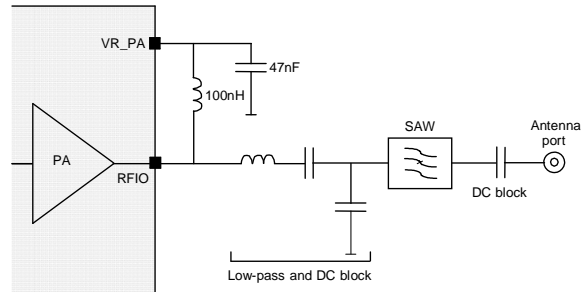 VR_PA
47nF
100nH
SAW
Antenna
port
PA
RFIO
DC block
Low-pass and DC block